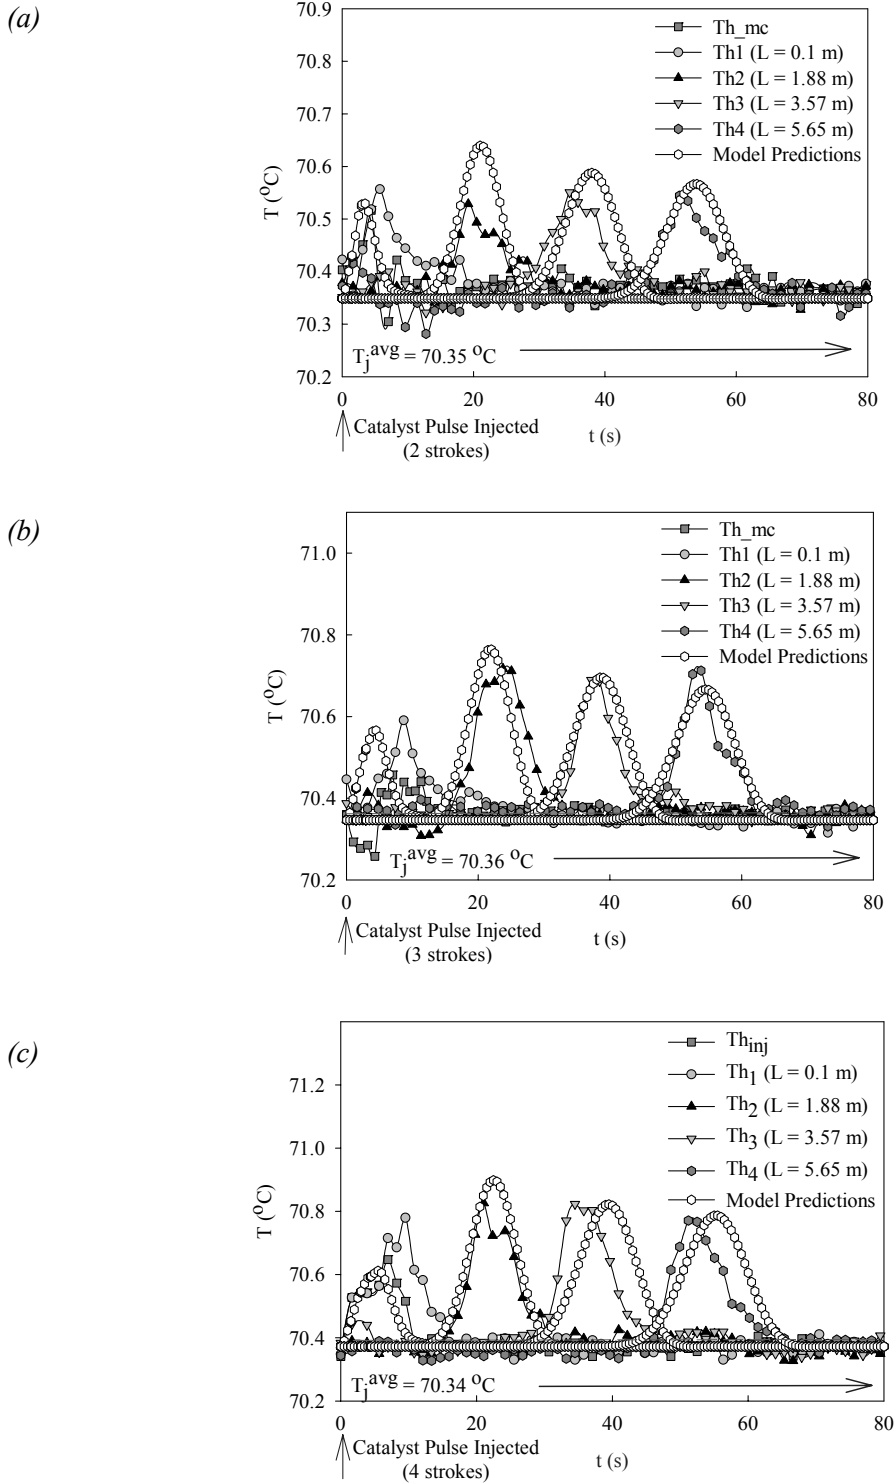 (a)
70.9
70.8
70.7
70.6
70.5
70.4
70.3
70.2
T (oC)
Th_mc
Th1 (L = 0.1 m)
Th2 (L = 1.88 m)
Th3 (L = 3.57 m)
Th4 (L = 5.65 m)
Model Predictions
Tjavg = 70.35 oC
0 20 40 60 80
Catalyst Pulse Injected
(2 strokes)
t (s)
(b)
71.0
70.8
70.6
70.4
70.2
T (oC)
Th_mc
Th1 (L = 0.1 m)
Th2 (L = 1.88 m)
Th3 (L = 3.57 m)
Th4 (L = 5.65 m)
Model Predictions
Tjavg = 70.36 oC
0 20 40 60 80
Catalyst Pulse Injected
(3 strokes)
t (s)
(c)
71.2
71.0
70.8
70.6
70.4
70.2
T (oC)
Thinj
Th1 (L = 0.1 m)
Th2 (L = 1.88 m)
Th3 (L = 3.57 m)
Th4 (L = 5.65 m)
Model Predictions
Tjavg = 70.34 oC
0 20 40 60 80
Catalyst Pulse Injected
(4 strokes)
t (s)